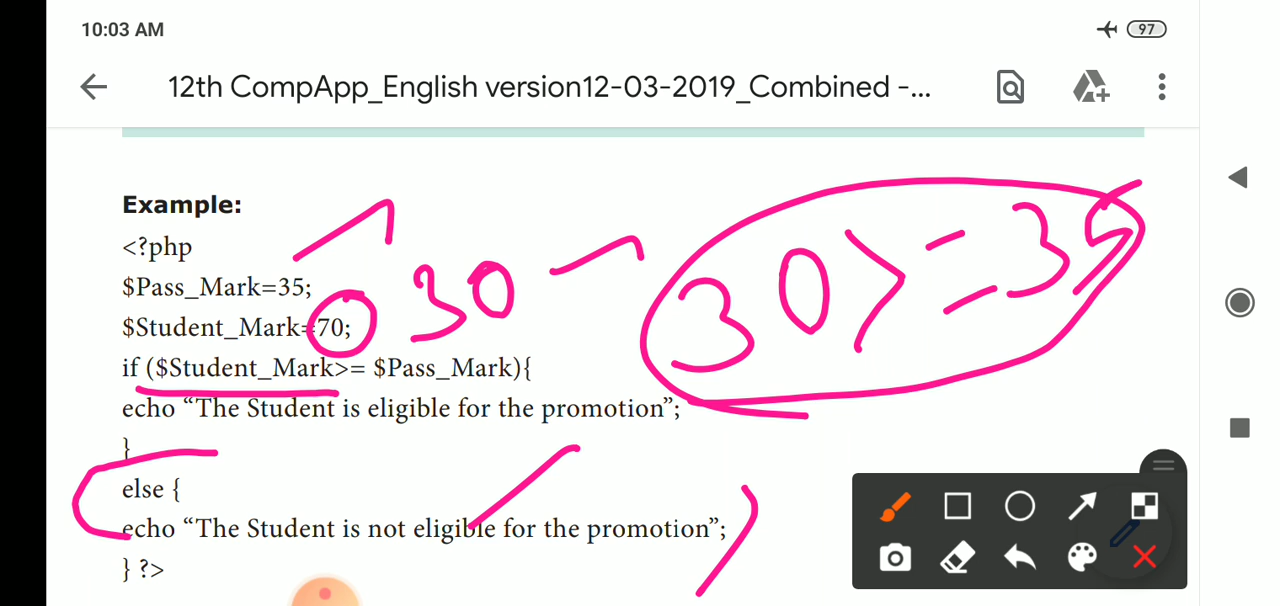 10:03 AM
97
12th CompApp_English version12-03-2019_Combined -...
Example:
<?php
$Pass_Mark=35;
$Student_Mark=70; 30
30>=35
if ($Student_Mark>= $Pass_Mark){
echo “The Student is eligible for the promotion”;
}
else {
echo “The Student is not eligible for the promotion”;
} ?>